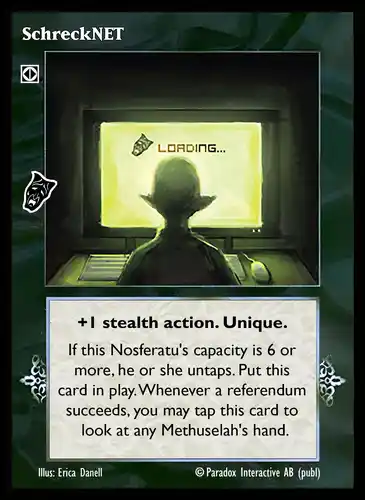 SchreckNET
LOADING...
+1 stealth action. Unique.
If this Nosferatu's capacity is 6 or
more, he or she untaps. Put this
card in play. Whenever a referendum
succeeds, you may tap this card to
look at any Methuselah's hand.
Illus: Erica Danell © Paradox Interactive AB (publ)